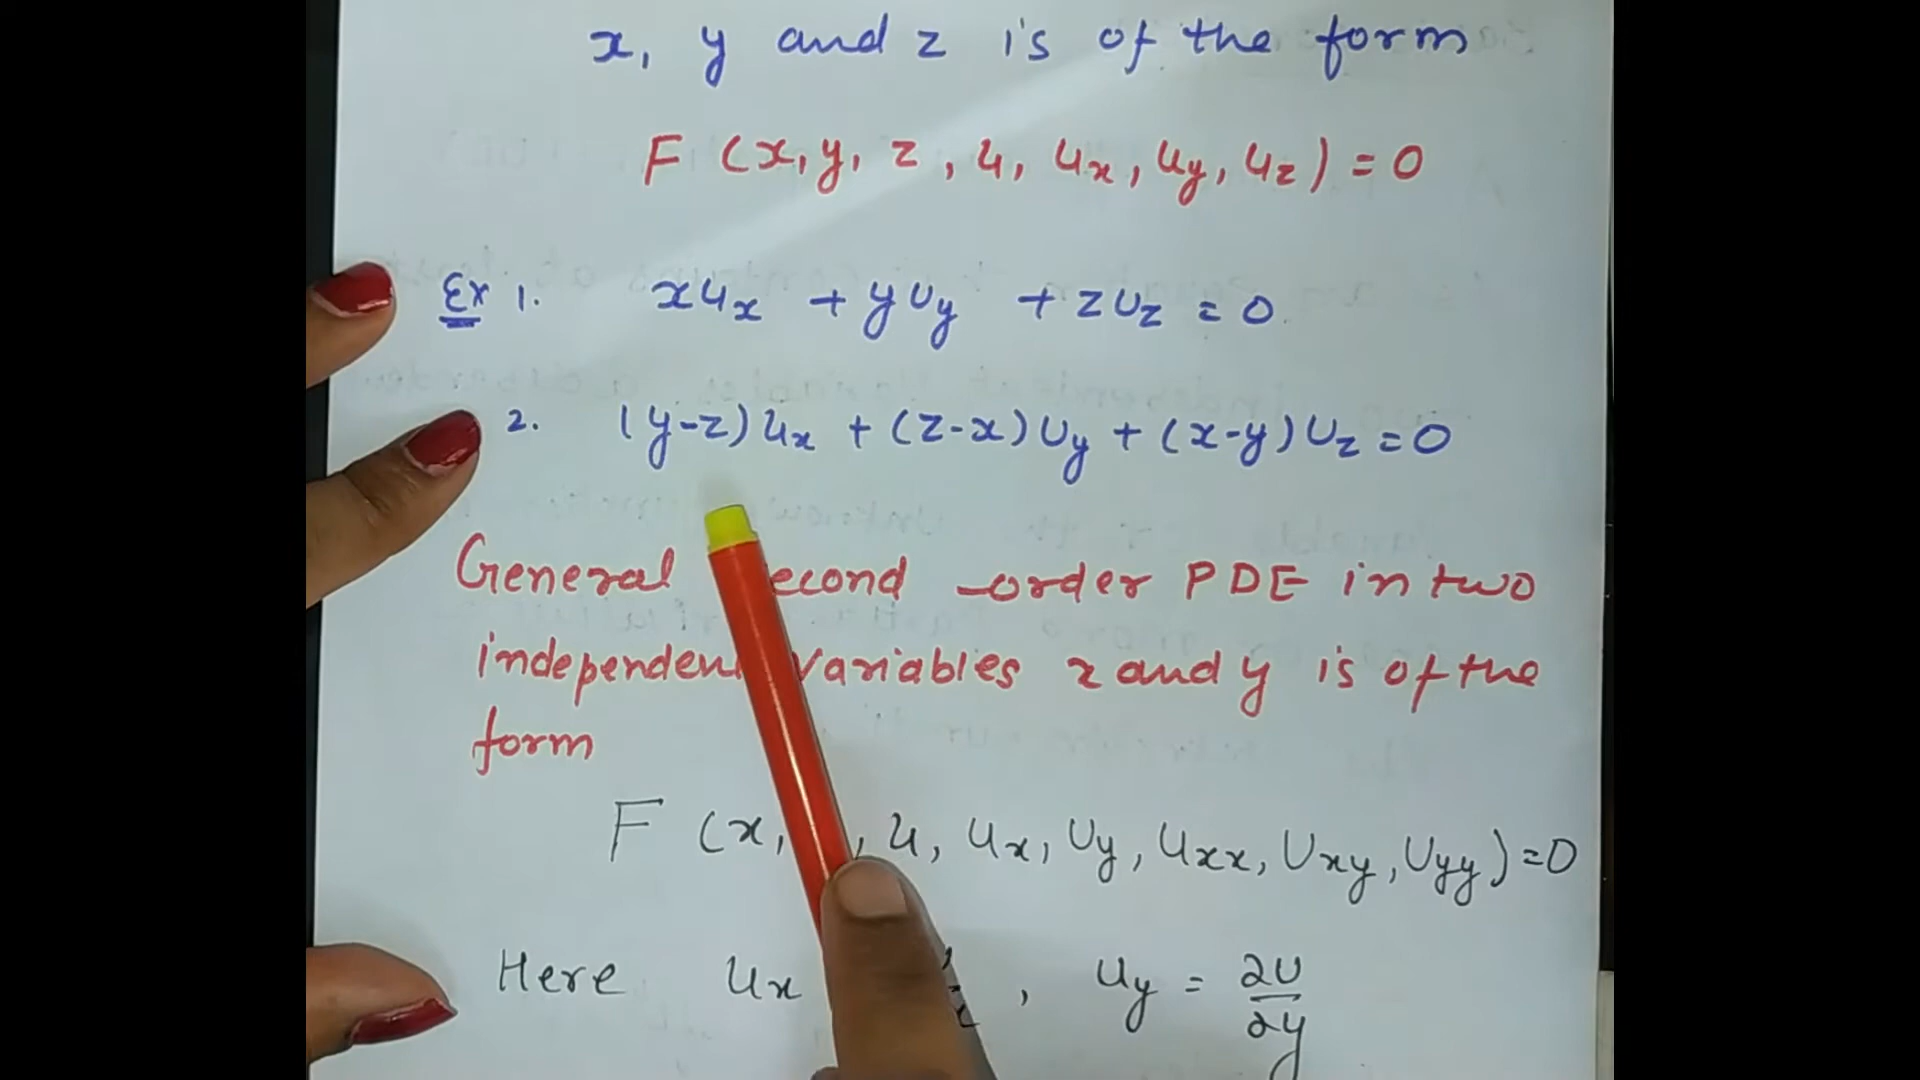 x, y and z is of the form
F (x, y, z, u, ux, uy, uz) = 0
Ex 1. xux + yuy + zuz = 0
2. (y-z)ux + (z-x)uy + (x-y)uz = 0
General econd -order PDE in two
independent variables x and y is of the
form
F (x, , u, ux, uy, uxx, uxy, uyy) = 0
Here ux , uy = ∂u/∂y